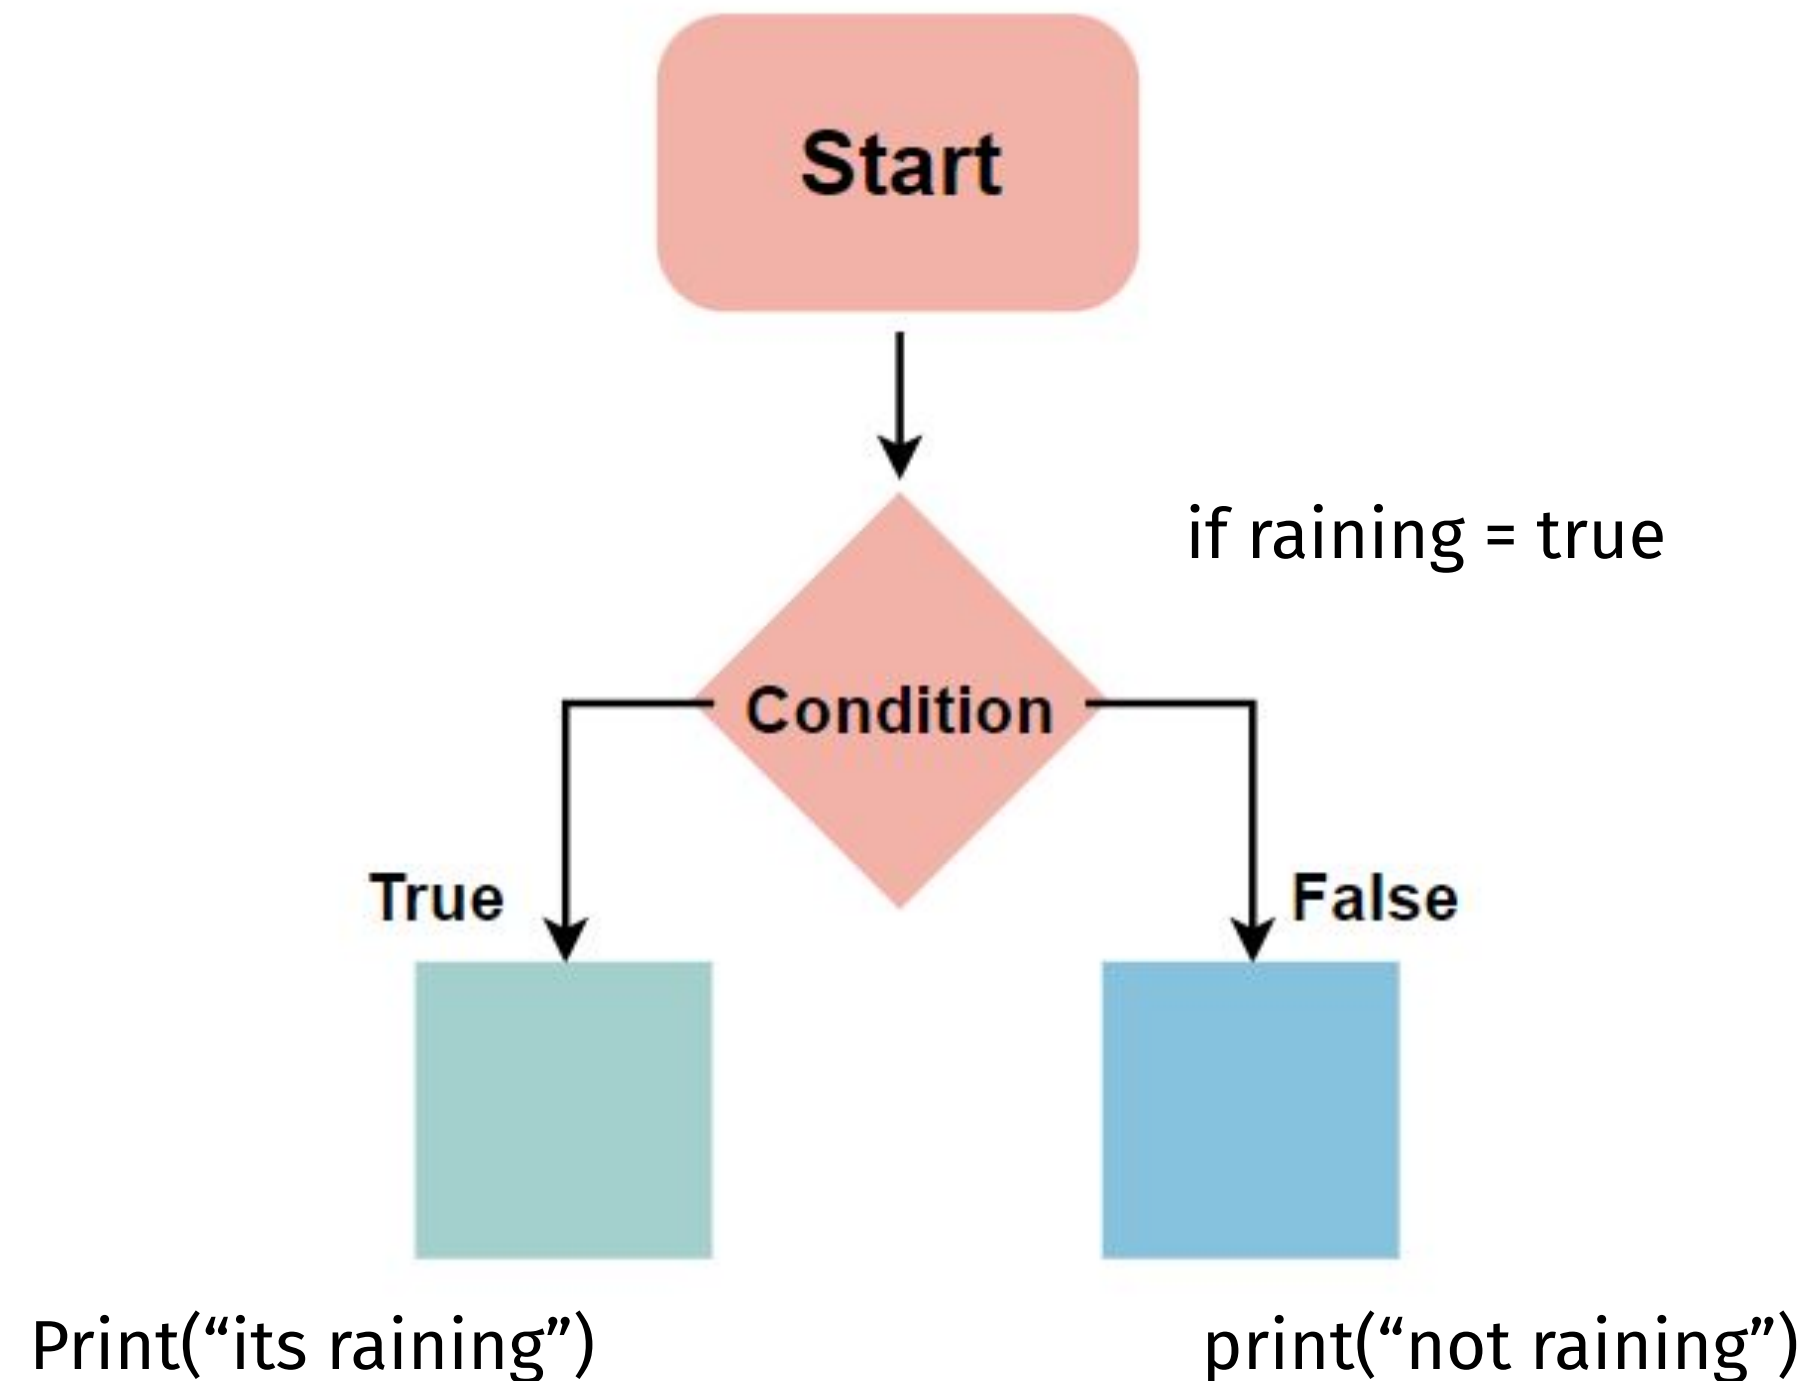 Start
if raining = true
Condition
True
False
Print(“its raining”)
print(“not raining”)